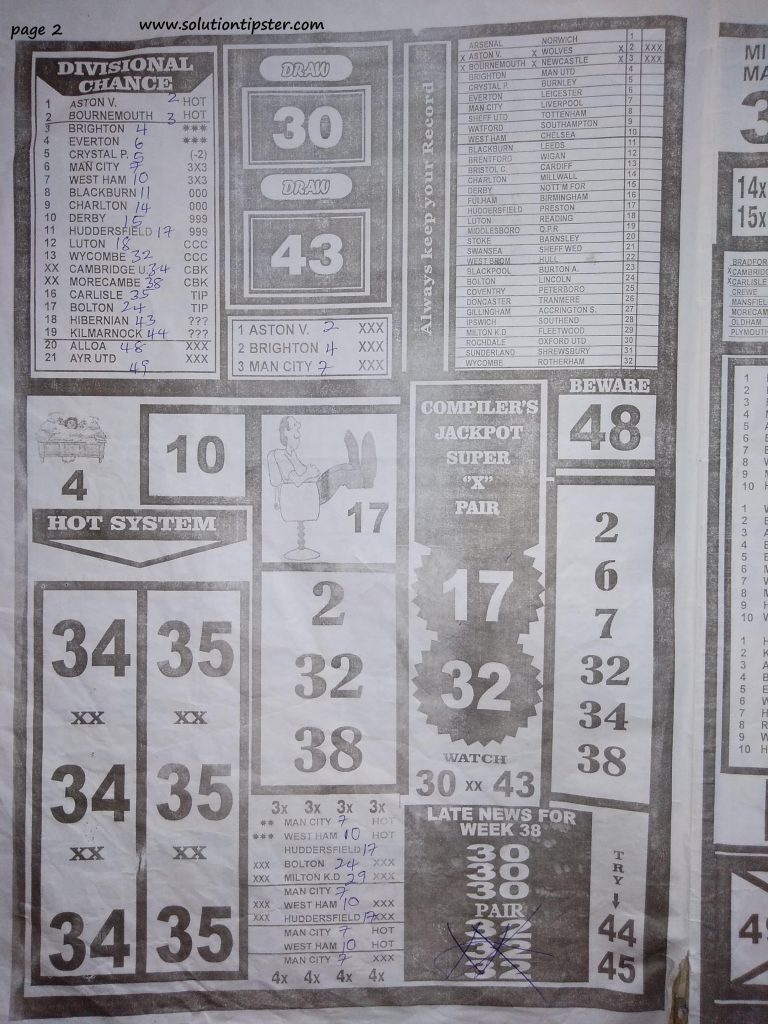 page 2
www.solutiontipster.com
DIVISIONAL
CHANCE
1 ASTON V. 2 HOT
2 BOURNEMOUTH 3 HOT
3 BRIGHTON 4 ***
4 EVERTON 6 ***
5 CRYSTAL P. 5 (-2)
6 MAN CITY 7 3X3
7 WEST HAM 10 3X3
8 BLACKBURN 11 000
9 CHARLTON 14 000
10 DERBY 15 999
11 HUDDERSFIELD 17 999
12 LUTON 18 CCC
13 WYCOMBE 32 CCC
XX CAMBRIDGE U 34 CBK
XX MORECAMBE 38 CBK
16 CARLISLE 35 TIP
17 BOLTON 24 TIP
18 HIBERNIAN 43 ???
19 KILMARNOCK 44 ???
20 ALLOA 48 XXX
21 AYR UTD 49 XXX
DRAW
30
DRAW
43
1 ASTON V. 2 XXX
2 BRIGHTON 4 XXX
3 MAN CITY 7 XXX
Always keep your Record
ARSENAL NORWICH 1
X ASTON V. X WOLVES X 2 XXX
X BOURNEMOUTH X NEWCASTLE X 3 XXX
BRIGHTON MAN UTD 4
CRYSTAL P. BURNLEY 5
EVERTON LEICESTER 6
MAN CITY LIVERPOOL 7
SHEFF UTD TOTTENHAM 8
WATFORD SOUTHAMPTON 9
WEST HAM CHELSEA 10
BLACKBURN LEEDS 11
BRENTFORD WIGAN 12
BRISTOL C. CARDIFF 13
CHARLTON MILLWALL 14
DERBY NOTT'M FOR 15
FULHAM BIRMINGHAM 16
HUDDERSFIELD PRESTON 17
LUTON READING 18
MIDDLESBORO Q.P.R 19
STOKE BARNSLEY 20
SWANSEA SHEFF WED 21
WEST BROM HULL 22
BLACKPOOL BURTON A. 23
BOLTON LINCOLN 24
COVENTRY PETERBORO 25
DONCASTER TRANMERE 26
GILLINGHAM ACCRINGTON S. 27
IPSWICH SOUTHEND 28
MILTON K.D FLEETWOOD 29
ROCHDALE OXFORD UTD 30
SUNDERLAND SHREWSBURY 31
WYCOMBE ROTHERHAM 32
4
10
17
HOT SYSTEM
34 35
XX XX
34 35
XX XX
34 35
2
32
38
COMPILER'S
JACKPOT
SUPER
"X"
PAIR
17
32
WATCH
30 XX 43
BEWARE
48
2
6
7
32
34
38
3x 3x 3x 3x
** MAN CITY 7 HOT
*** WEST HAM 10 HOT
HUDDERSFIELD 17
XXX BOLTON 24 XXX
XXX MILTON K.D 29 XXX
MAN CITY 7
XXX WEST HAM 10 XXX
XXX HUDDERSFIELD 17 XXX
MAN CITY 7 HOT
WEST HAM 10 HOT
MAN CITY 7 XXX
4x 4x 4x 4x
LATE NEWS FOR
WEEK 38
30
30
30
PAIR
32
32
32
TRY
44
45
MI
MA
3
14x
15x
BRADFOR
XCAMBRIDG
XCARLISLE
CREWE
MANSFIEL
MORECAM
OLDHAM
PLYMOUTH